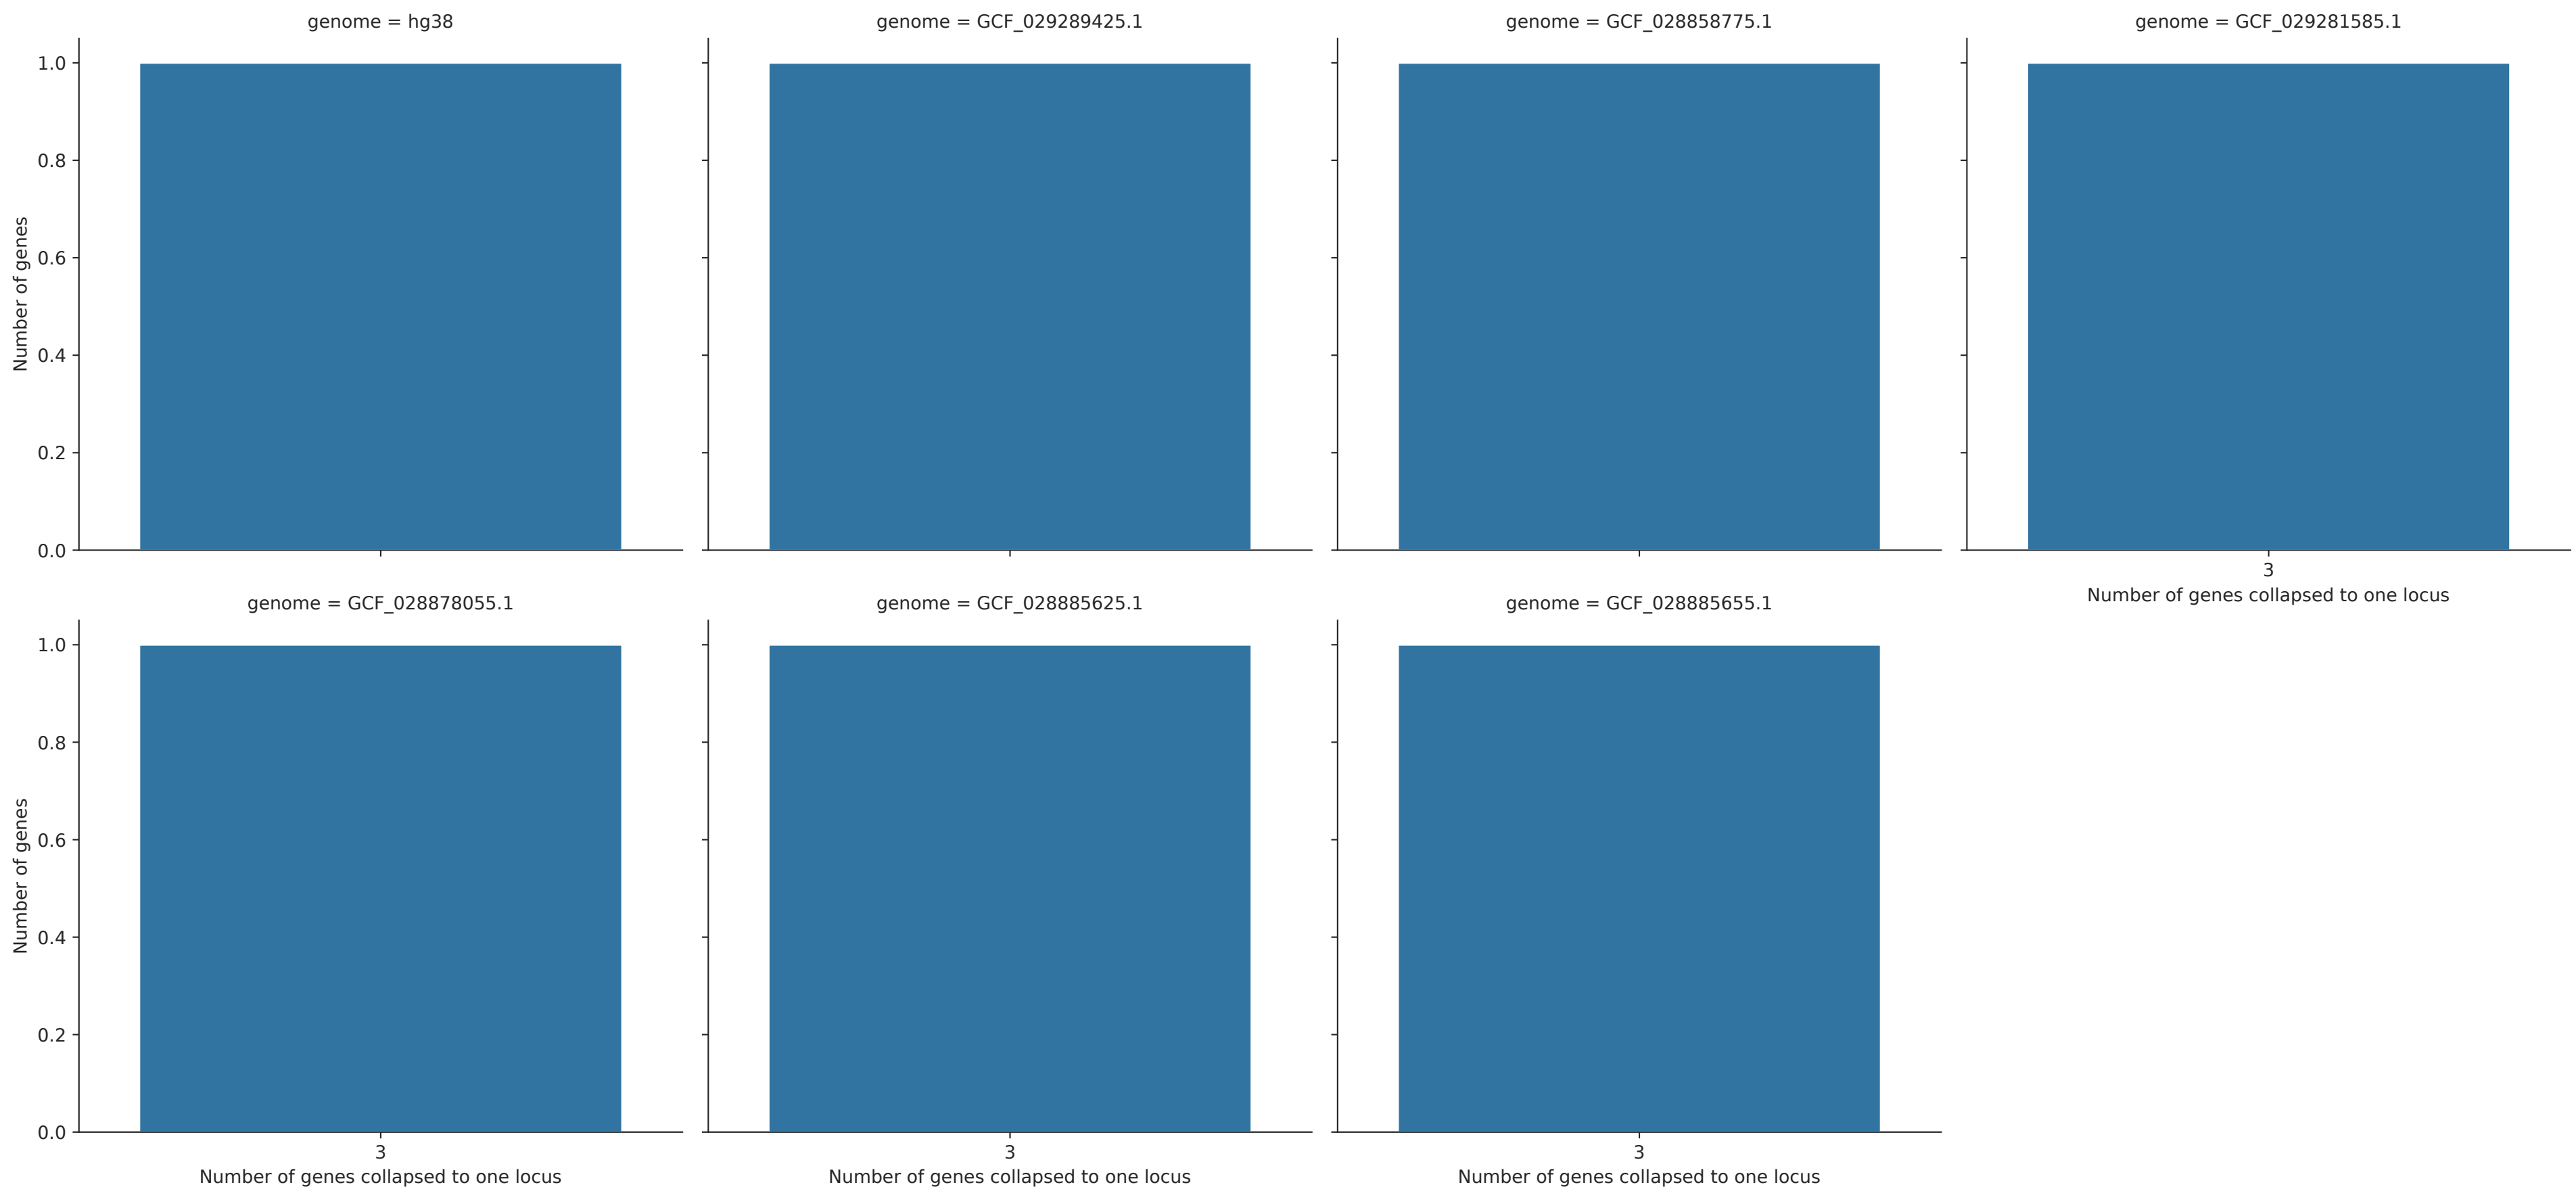 genome = hg38
genome = GCF_029289425.1
genome = GCF_028858775.1
genome = GCF_029281585.1
Number of genes
1.0
0.8
0.6
0.4
0.2
0.0
3
Number of genes collapsed to one locus
genome = GCF_028878055.1
genome = GCF_028885625.1
genome = GCF_028885655.1
Number of genes
1.0
0.8
0.6
0.4
0.2
0.0
3
3
3
Number of genes collapsed to one locus
Number of genes collapsed to one locus
Number of genes collapsed to one locus